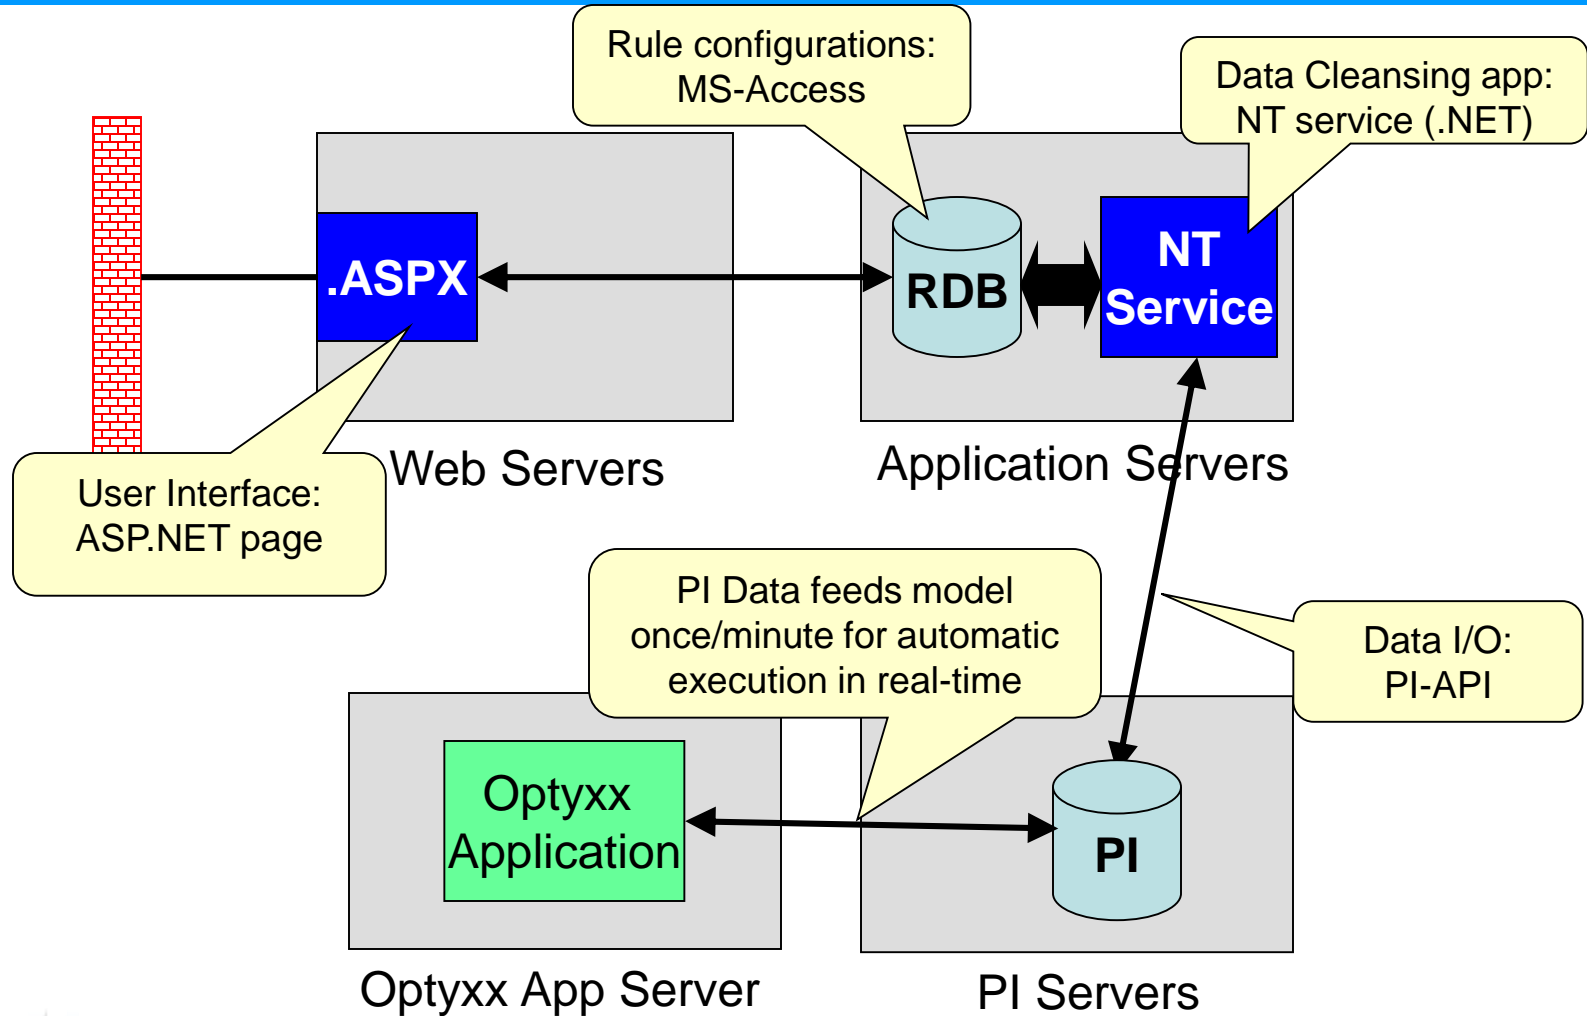 Rule configurations:
MS-Access
Data Cleansing app:
NT service (.NET)
.ASPX
RDB
NT
Service
Web Servers
Application Servers
User Interface:
ASP.NET page
PI Data feeds model
once/minute for automatic
execution in real-time
Data I/O:
PI-API
Optyxx
Application
PI
Optyxx App Server
PI Servers